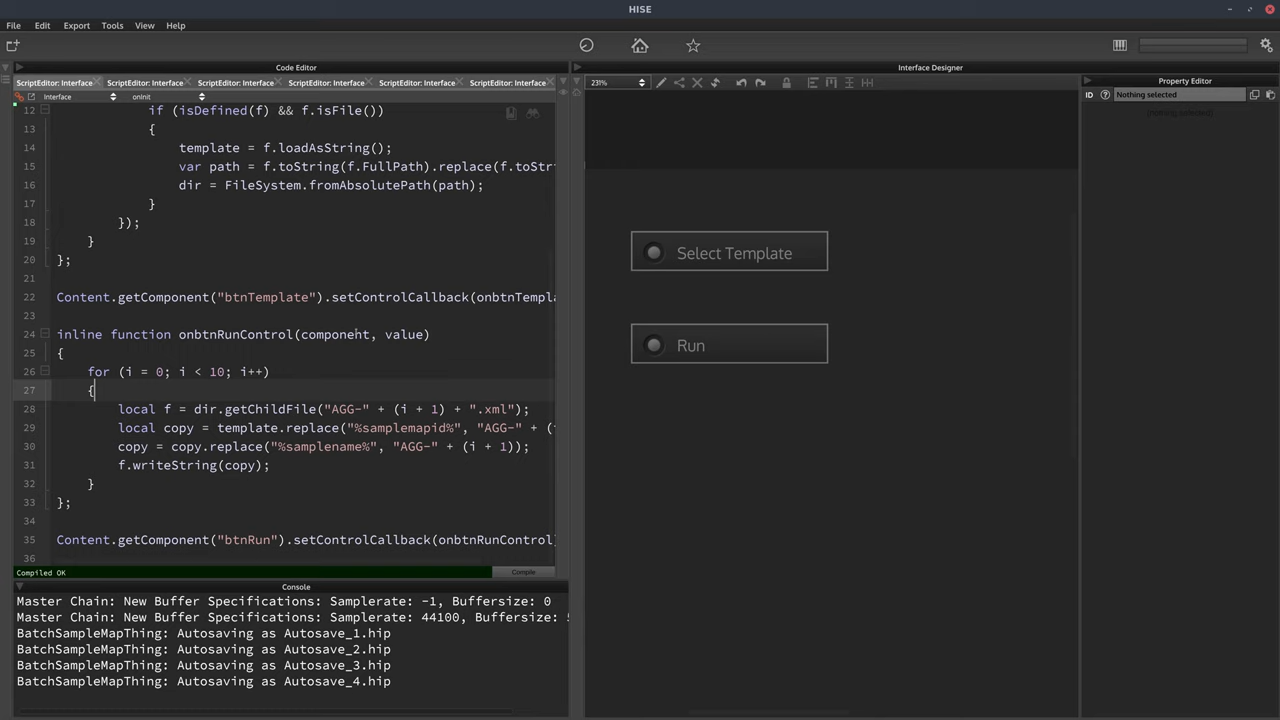 HISE
File Edit Export Tools View Help
Code Editor
Interface Designer
Property Editor
ScriptEditor: Interface ScriptEditor: Interface ScriptEditor: Interface ScriptEditor: Interface ScriptEditor: Interface ScriptEditor: Interface
231%
ID Nothing selected
Interface onInit
[nothing selected]
12 if (isDefined(f) && f.isFile())
13 {
14 template = f.loadAsString();
15 var path = f.toString(f.FullPath).replace(f.toStr
16 dir = FileSystem.fromAbsolutePath(path);
17 }
18 });
19 }
20 };
21
22 Content.getComponent("btnTemplate").setControlCallback(onbtnTempl
23
24 inline function onbtnRunControl(component, value)
25 {
26 for (i = 0; i < 10; i++)
27 {
28 local f = dir.getChildFile("AGG-" + (i + 1) + ".xml");
29 local copy = template.replace("%samplemapid%", "AGG-" + (
30 copy = copy.replace("%samplename%", "AGG-" + (i + 1));
31 f.writeString(copy);
32 }
33 };
34
35 Content.getComponent("btnRun").setControlCallback(onbtnRunControl
36
Select Template
Run
Compiled OK
Compile
Console
Master Chain: New Buffer Specifications: Samplerate: -1, Buffersize: 0
Master Chain: New Buffer Specifications: Samplerate: 44100, Buffersize:
BatchSampleMapThing: Autosaving as Autosave_1.hip
BatchSampleMapThing: Autosaving as Autosave_2.hip
BatchSampleMapThing: Autosaving as Autosave_3.hip
BatchSampleMapThing: Autosaving as Autosave_4.hip